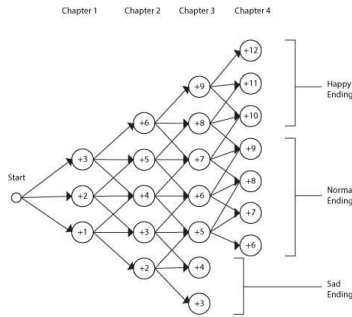 Chapter 1 Chapter 2 Chapter 3 Chapter 4
Start
+3
+2
+1
+6
+5
+4
+3
+2
+9
+8
+7
+6
+5
+4
+3
+12
+11
+10
+9
+8
+7
+6
Happy
Ending
Norma
Ending
Sad
Ending